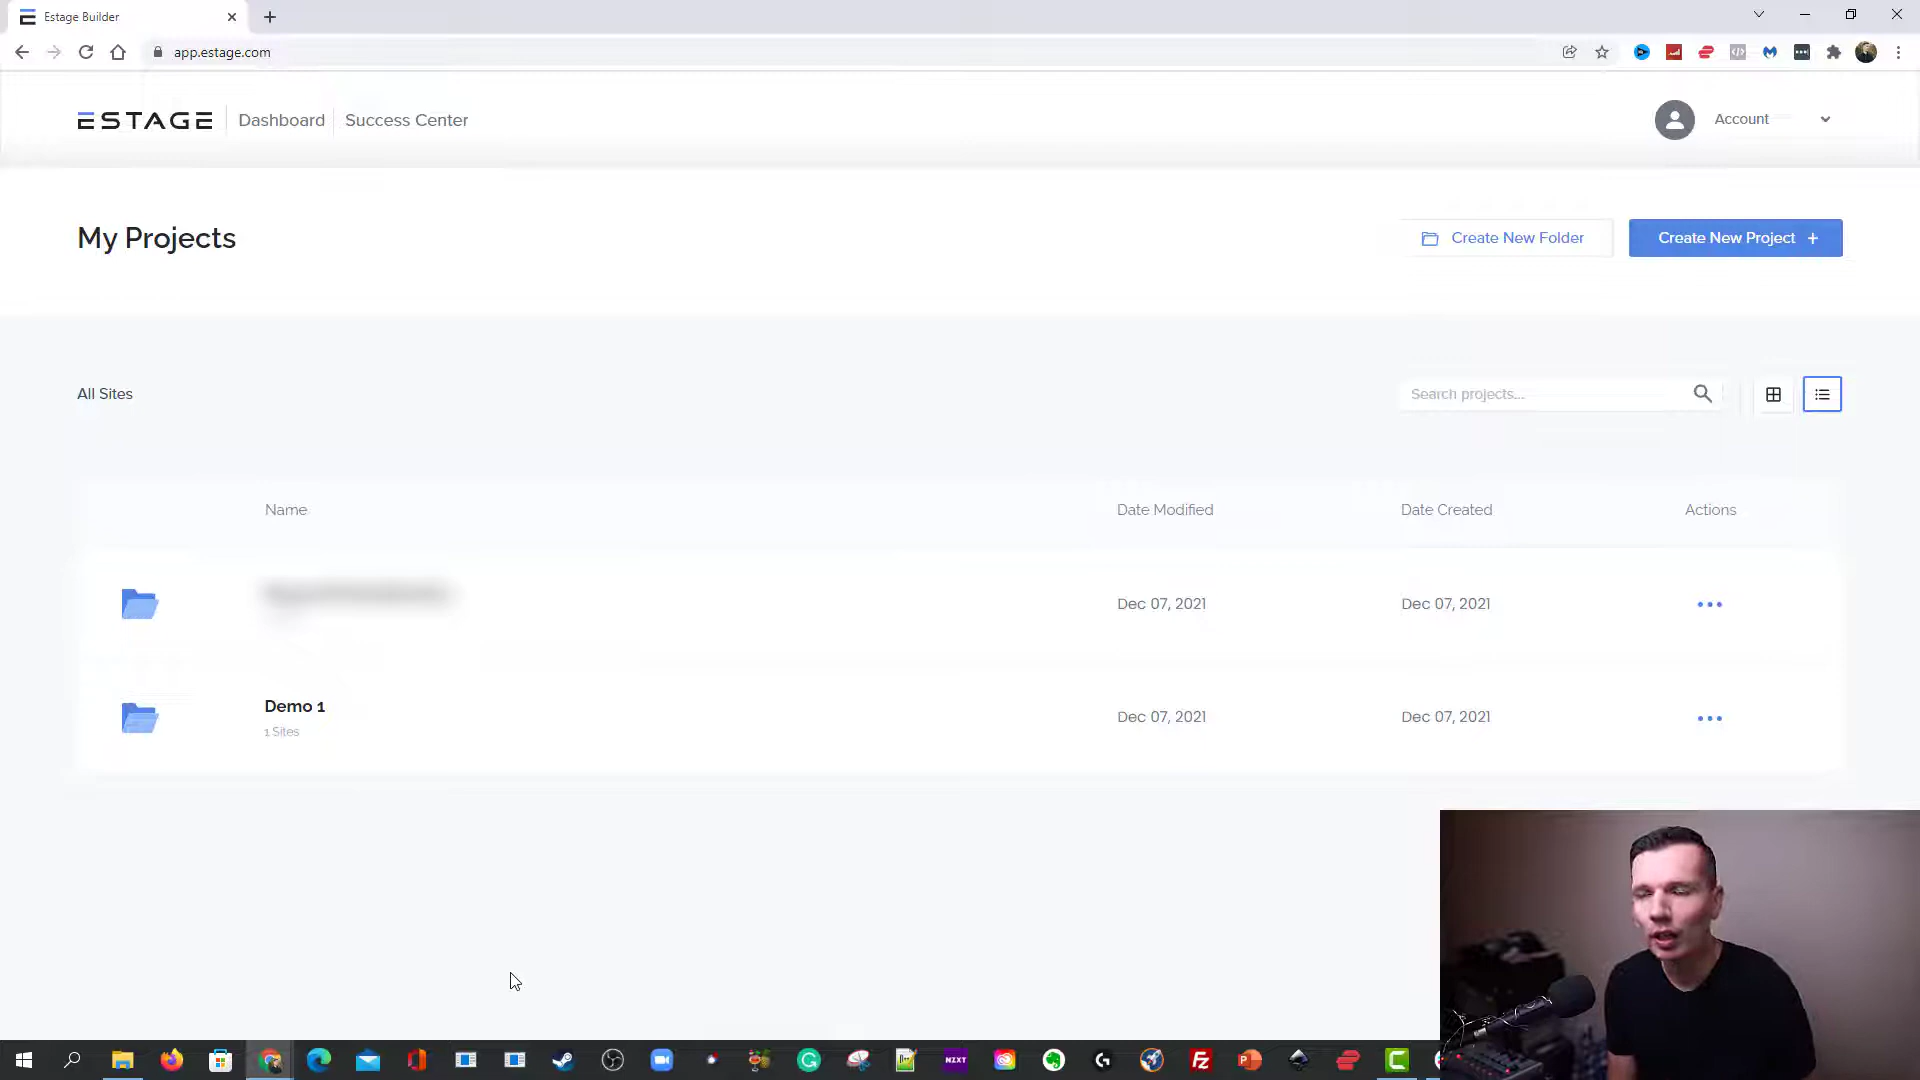 Estage Builder
app.estage.com
ESTAGE
Dashboard
Success Center
Account
My Projects
Create New Folder
Create New Project +
All Sites
Search projects...
Name
Date Modified
Date Created
Actions
Dec 07, 2021
Dec 07, 2021
Demo 1
1 Sites
Dec 07, 2021
Dec 07, 2021
NZXT